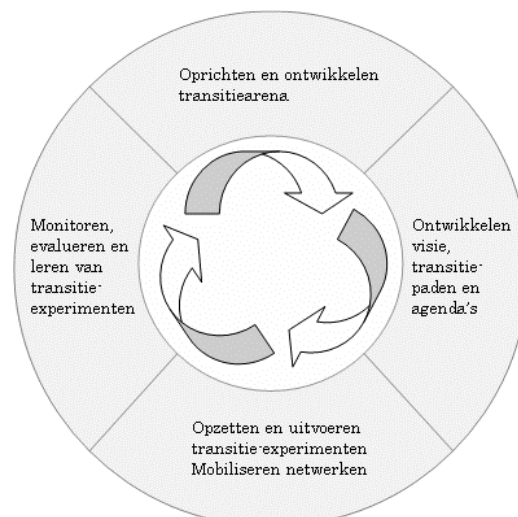 Oprichten en ontwikkelen
transitiearena
Ontwikkelen
visie,
transitie-
paden en
agenda's
Opzetten en uitvoeren
transitie-experimenten
Mobiliseren netwerken
Monitoren,
evalueren en
leren van
transitie-
experimenten